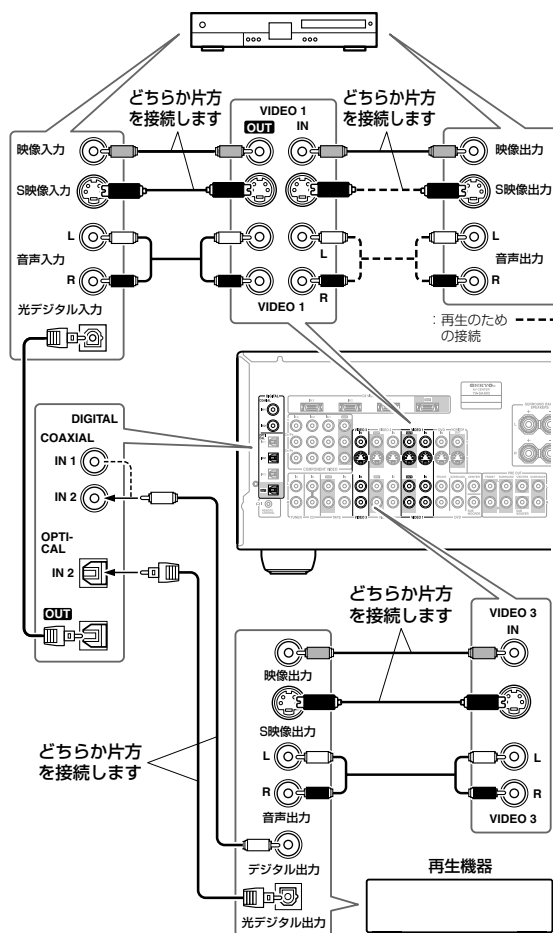 どちらか片方
を接続します
VIDEO 1
OUT IN
どちらか片方
を接続します
映像入力
映像出力
S映像入力
S映像出力
L
L
L
音声入力
音声出力
R
R
R
光デジタル入力
VIDEO 1
：再生のため
の接続
DIGITAL
COAXIAL
IN 1
IN 2
OPTI-
CAL
IN 2
OUT
ONKYO
どちらか片方
を接続します
VIDEO 3
IN
映像出力
S映像出力
どちらか片方
を接続します
L
L
R
R
音声出力
VIDEO 3
デジタル出力
再生機器
光デジタル出力